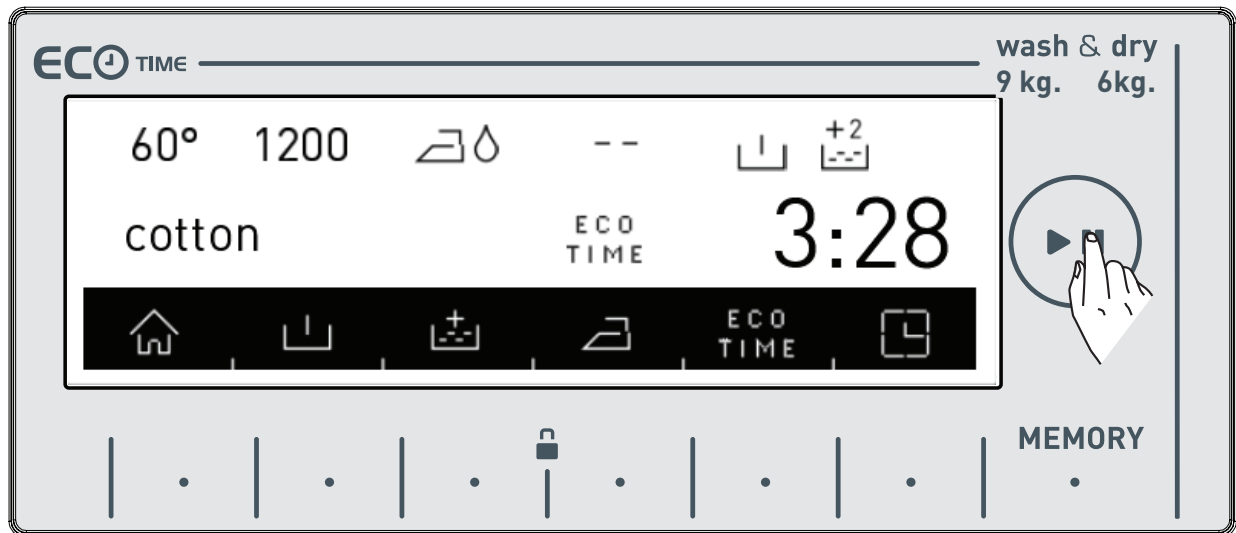 ECO TIME
wash & dry
9 kg. 6kg.
60° 1200 -- +2
cotton
ECO
TIME
3:28
+
ECO
TIME
MEMORY